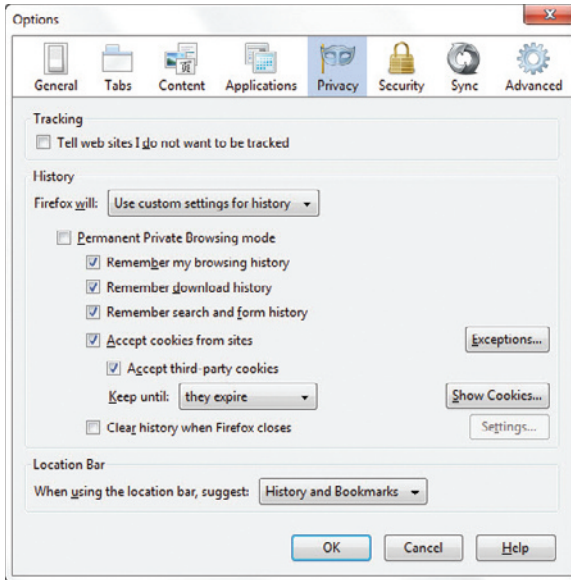 Options
General Tabs Content Applications Privacy Security Sync Advanced
Tracking
Tell web sites I do not want to be tracked
History
Firefox will: Use custom settings for history
Permanent Private Browsing mode
Remember my browsing history
Remember download history
Remember search and form history
Accept cookies from sites Exceptions...
Accept third-party cookies
Keep until: they expire Show Cookies...
Clear history when Firefox closes Settings...
Location Bar
When using the location bar, suggest: History and Bookmarks
OK Cancel Help